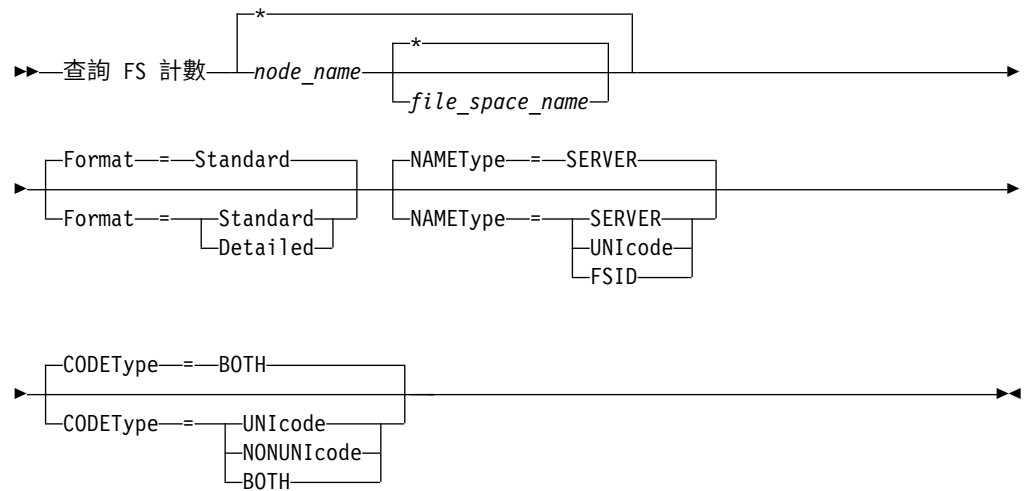 *
*
查詢 FS 計數 node_name
file_space_name
Format = Standard NAMEType = SERVER
Format = Standard NAMEType = SERVER
Detailed UNIcode
FSID
CODEType = BOTH
CODEType = UNIcode
NONUNIcode
BOTH